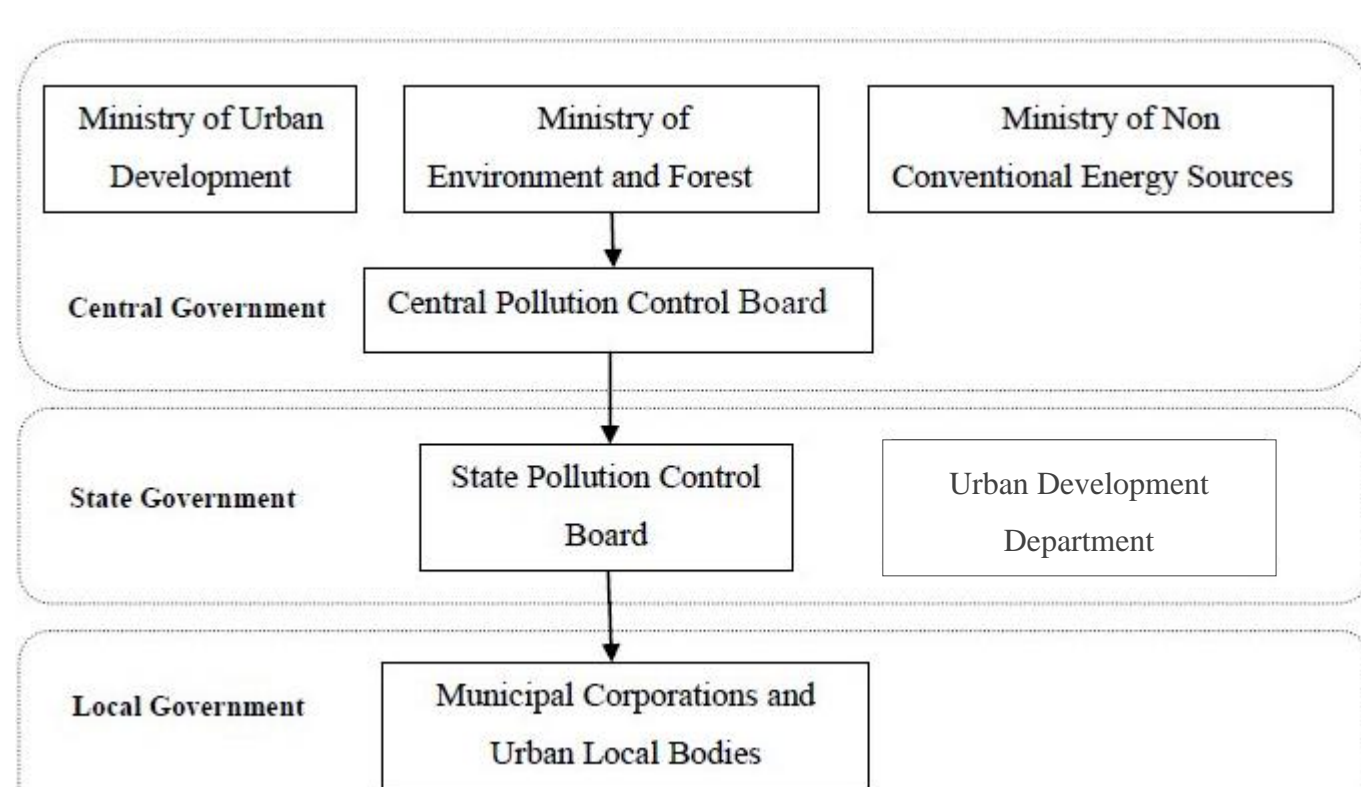 Ministry of Urban
Development
Ministry of
Environment and Forest
Ministry of Non
Conventional Energy Sources
Central Government
Central Pollution Control Board
State Government
State Pollution Control
Board
Urban Development
Department
Local Government
Municipal Corporations and
Urban Local Bodies